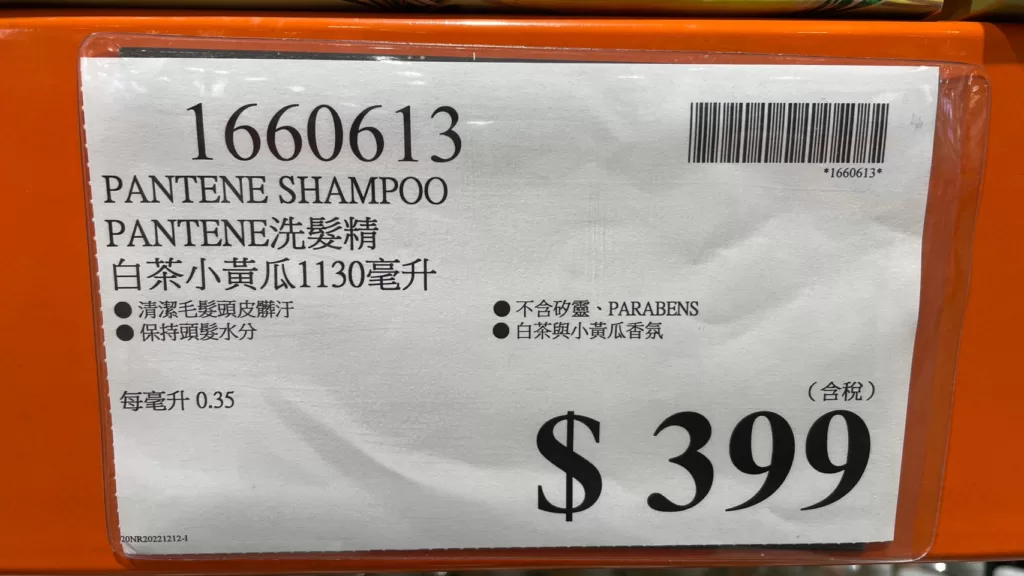 1660613
*1660613*
PANTENE SHAMPOO
PANTENE洗髮精
白茶小黃瓜1130毫升
●清潔毛髮頭皮髒汙
●保持頭髮水分
●不含矽靈、PARABENS
●白茶與小黃瓜香氛
每毫升 0.35
（含稅）
$ 399
20NR20221212-1